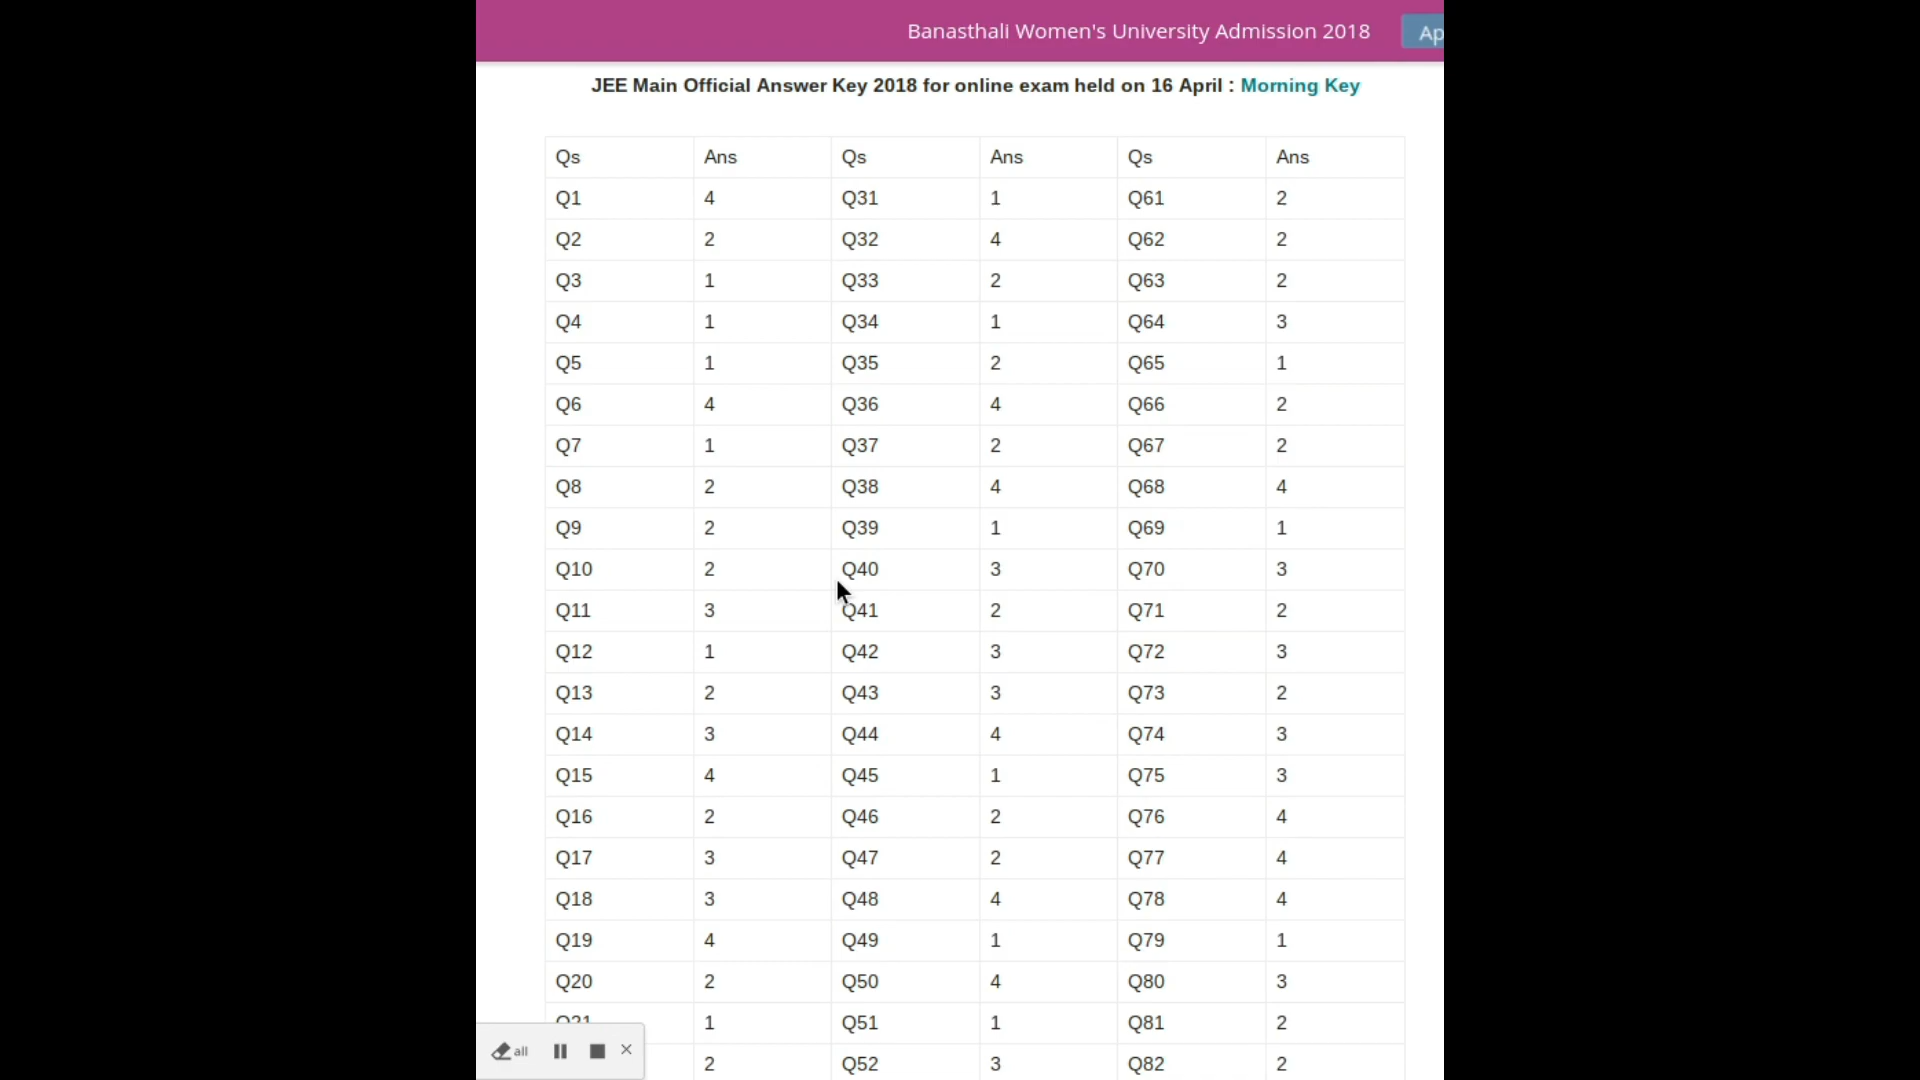 Banasthali Women's University Admission 2018 Ap
JEE Main Official Answer Key 2018 for online exam held on 16 April : Morning Key
Qs Ans Qs Ans Qs Ans
Q1 4 Q31 1 Q61 2
Q2 2 Q32 4 Q62 2
Q3 1 Q33 2 Q63 2
Q4 1 Q34 1 Q64 3
Q5 1 Q35 2 Q65 1
Q6 4 Q36 4 Q66 2
Q7 1 Q37 2 Q67 2
Q8 2 Q38 4 Q68 4
Q9 2 Q39 1 Q69 1
Q10 2 Q40 3 Q70 3
Q11 3 Q41 2 Q71 2
Q12 1 Q42 3 Q72 3
Q13 2 Q43 3 Q73 2
Q14 3 Q44 4 Q74 3
Q15 4 Q45 1 Q75 3
Q16 2 Q46 2 Q76 4
Q17 3 Q47 2 Q77 4
Q18 3 Q48 4 Q78 4
Q19 4 Q49 1 Q79 1
Q20 2 Q50 4 Q80 3
Q21 1 Q51 1 Q81 2
all 2 Q52 3 Q82 2